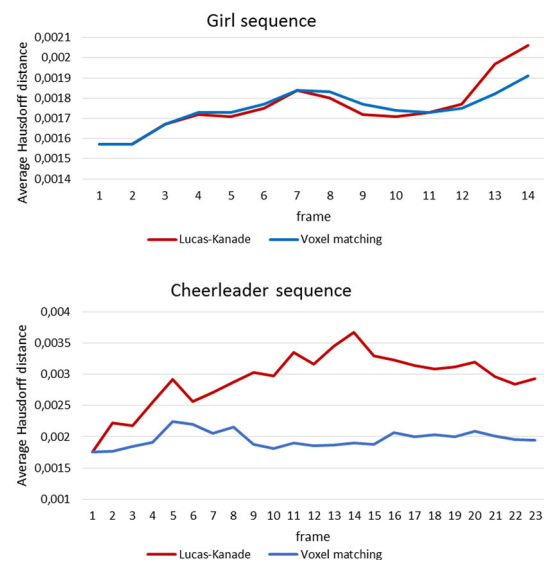 Girl sequence
0,0021
0,002
0,0019
0,0018
0,0017
0,0016
0,0015
0,0014
Average Hausdorff distance
1 2 3 4 5 6 7 8 9 10 11 12 13 14
frame
Lucas-Kanade Voxel matching
Cheerleader sequence
0,004
0,0035
0,003
0,0025
0,002
0,0015
0,001
Average Hausdorff distance
1 2 3 4 5 6 7 8 9 10 11 12 13 14 15 16 17 18 19 20 21 22 23
frame
Lucas-Kanade Voxel matching